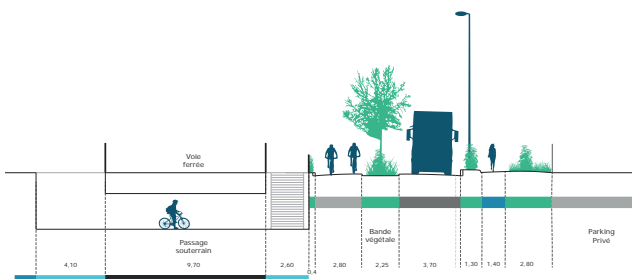 Voie
ferrée
Passage
souterrain
Bande
végétale
Parking
Privé
4,10
9,70
2,60
0,4
2,80
2,25
3,70
1,30
1,40
2,80